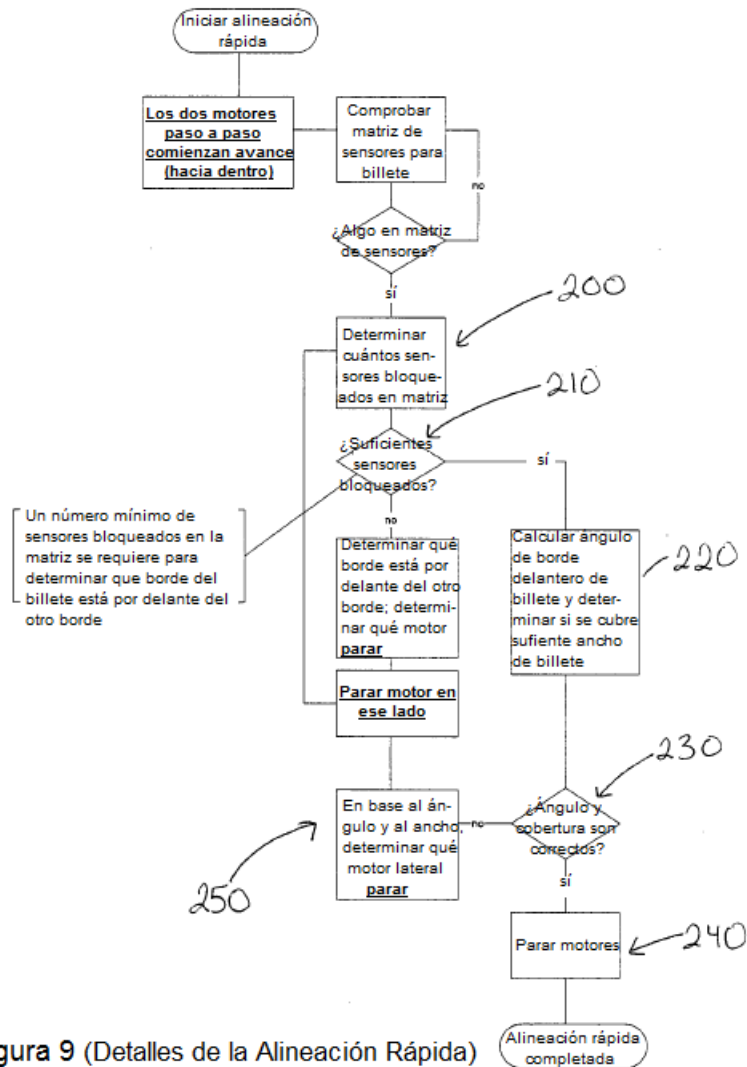 Iniciar alineación
rápida
Los dos motores
paso a paso
comienzan avance
(hacia dentro)
Comprobar
matriz de
sensores para
billete
no
¿Algo en matriz
de sensores?
sí
200
Determinar
cuántos sen-
sores bloque-
ados en matriz
210
¿Suficientes
sensores
bloqueados?
sí
no
Un número mínimo de
sensores bloqueados en la
matriz se requiere para
determinar que borde del
billete está por delante del
otro borde
Determinar qué
borde está por
delante del otro
borde; determi-
nar qué motor
parar
Calcular ángulo
de borde
delantero de
billete y deter-
minar si se cubre
sufiente ancho
de billete
220
Parar motor en
ese lado
230
En base al án-
gulo y al ancho,
determinar qué
motor lateral
parar
no
¿Ángulo y
cobertura son
correctos?
250
sí
Parar motores
240
gura 9 (Detalles de la Alineación Rápida)
Alineación rápida
completada